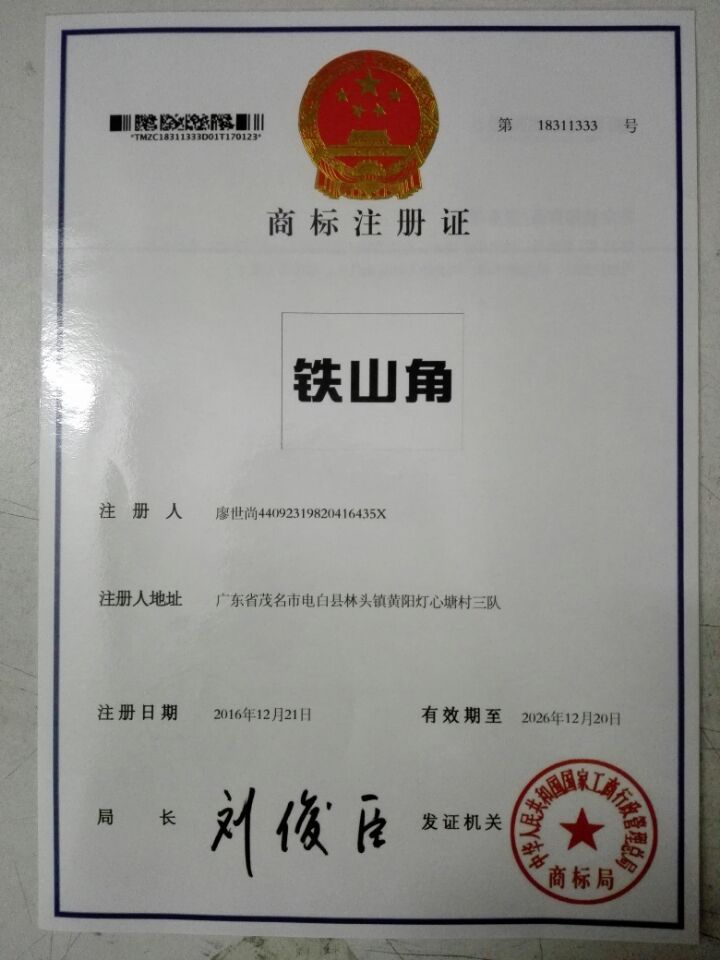 *TMZC18311333D01T170123*
第 18311333 号
商标注册证
铁山角
注册人 廖世尚44092319820416435X
注册人地址 广东省茂名市电白县林头镇黄阳灯心塘村三队
注册日期 2016年12月21日 有效期至 2026年12月20日
局长 刘俊臣 发证机关
中华人民共和国国家工商行政管理总局
商标局